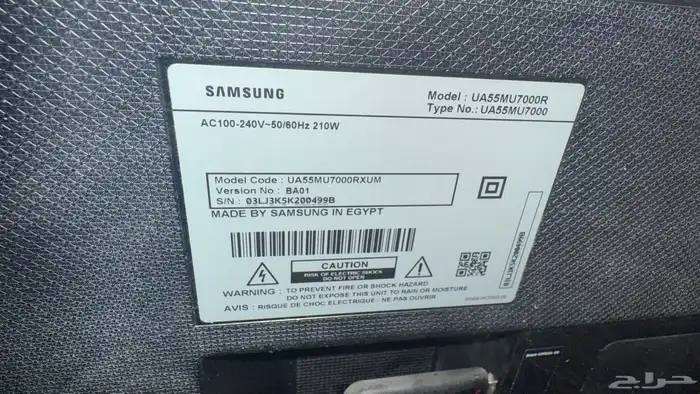 SAMSUNG
Model : UA55MU7000R
Type No.: UA55MU7000
AC100-240V~50/60Hz 210W
Model Code : UA55MU7000RXUM
Version No : BA01
S/N : 03LJ3K5K200499B
MADE BY SAMSUNG IN EGYPT
CAUTION
RISK OF ELECTRIC SHOCK
DO NOT OPEN
WARNING : TO PREVENT FIRE OR SHOCK HAZARD
DO NOT EXPOSE THIS UNIT TO RAIN OR MOISTURE
AVIS : RISQUE DE CHOC ELECTRIQUE : NE PAS OUVRIR
حراج